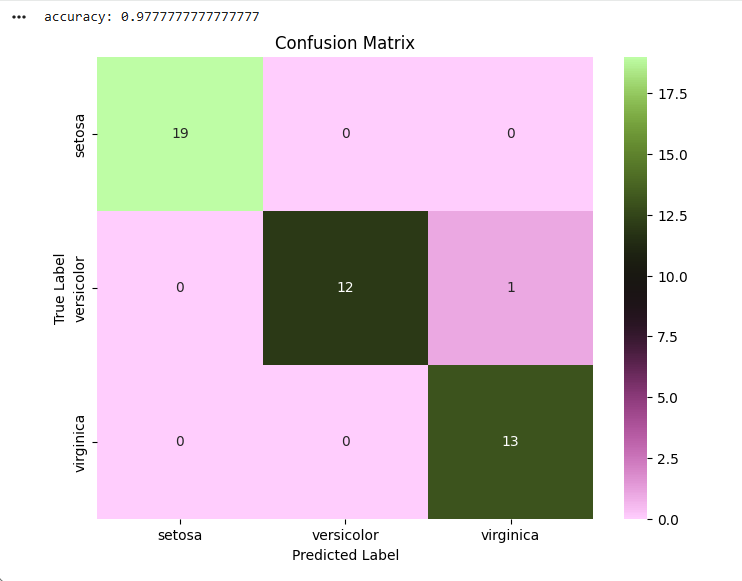 accuracy: 0.9777777777777777
Confusion Matrix
setosa
19 0 0
versicolor
0 12 1
virginica
0 0 13
True Label
setosa versicolor virginica
Predicted Label
17.5
15.0
12.5
10.0
7.5
5.0
2.5
0.0